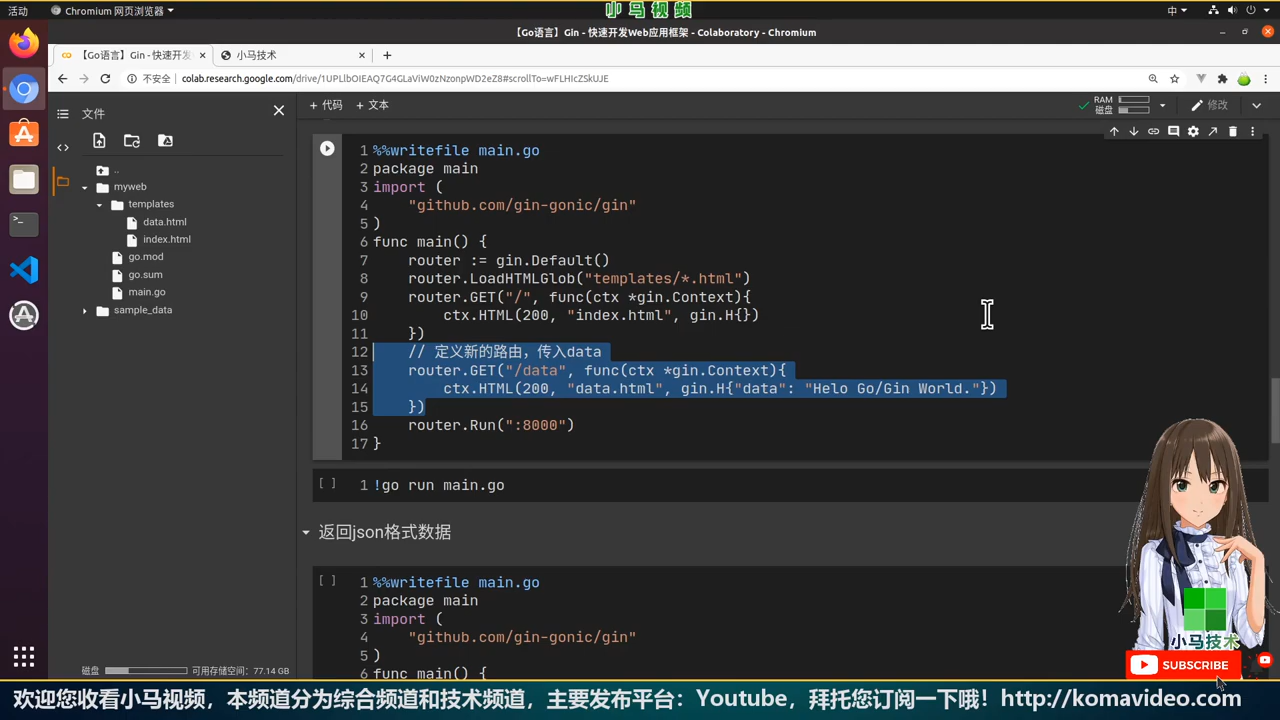 活动
Chromium 网页浏览器
小马视频
中
【Go语言】Gin - 快速开发Web应用框架 - Colaboratory - Chromium
【Go语言】Gin - 快速开发
小马技术
不安全
colab.research.google.com/drive/1UPLlbOIEAQ7G4GLaViW0zNzonpWD2eZ8#scrollTo=wFLHIcZSkUJE
文件
+ 代码
+ 文本
RAM
磁盘
修改
..
myweb
templates
data.html
index.html
go.mod
go.sum
main.go
sample_data
1 %%writefile main.go
2 package main
3 import (
4 "github.com/gin-gonic/gin"
5 )
6 func main() {
7 router := gin.Default()
8 router.LoadHTMLGlob("templates/*.html")
9 router.GET("/", func(ctx *gin.Context){
10 ctx.HTML(200, "index.html", gin.H{})
11 })
12 // 定义新的路由，传入data
13 router.GET("/data", func(ctx *gin.Context){
14 ctx.HTML(200, "data.html", gin.H{"data": "Helo Go/Gin World."})
15 })
16 router.Run(":8000")
17 }
[ ] 1 !go run main.go
返回json格式数据
[ ] 1 %%writefile main.go
2 package main
3 import (
4 "github.com/gin-gonic/gin"
5 )
6 func main() {
磁盘
可用存储空间：77.14 GB
小马技术
SUBSCRIBE
欢迎您收看小马视频，本频道分为综合频道和技术频道，主要发布平台：Youtube，拜托您订阅一下哦！http://komavideo.com